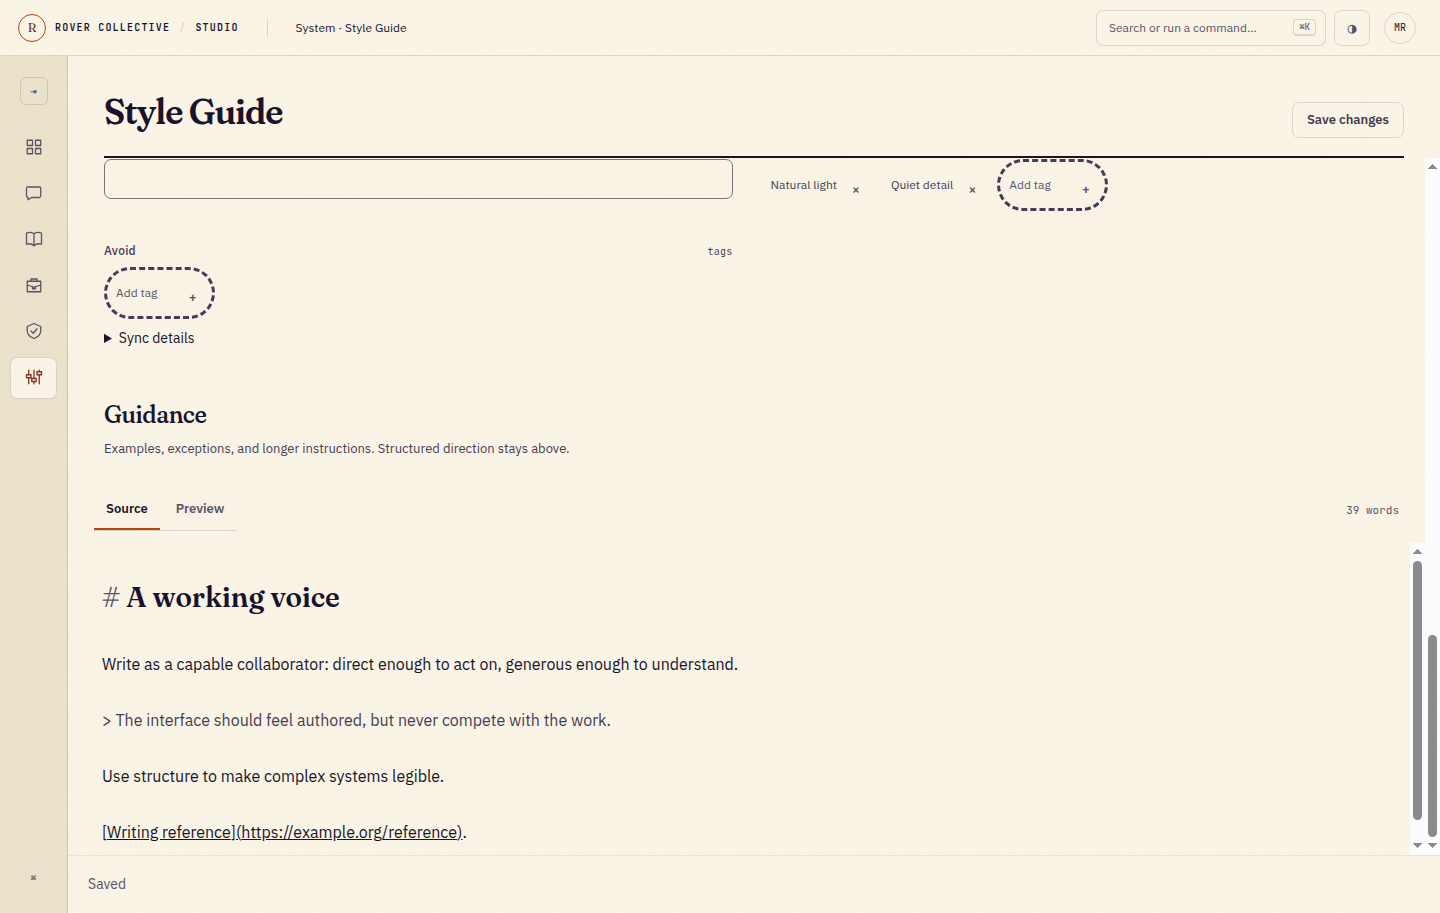 R ROVER COLLECTIVE / STUDIO System · Style Guide Search or run a command... ⌘K MR
Style Guide
Save changes
Natural light × Quiet detail × Add tag +
Avoid tags
Add tag +
Sync details
Guidance
Examples, exceptions, and longer instructions. Structured direction stays above.
Source Preview 39 words
# A working voice
Write as a capable collaborator: direct enough to act on, generous enough to understand.
> The interface should feel authored, but never compete with the work.
Use structure to make complex systems legible.
[Writing reference](https://example.org/reference).
⌘
Saved